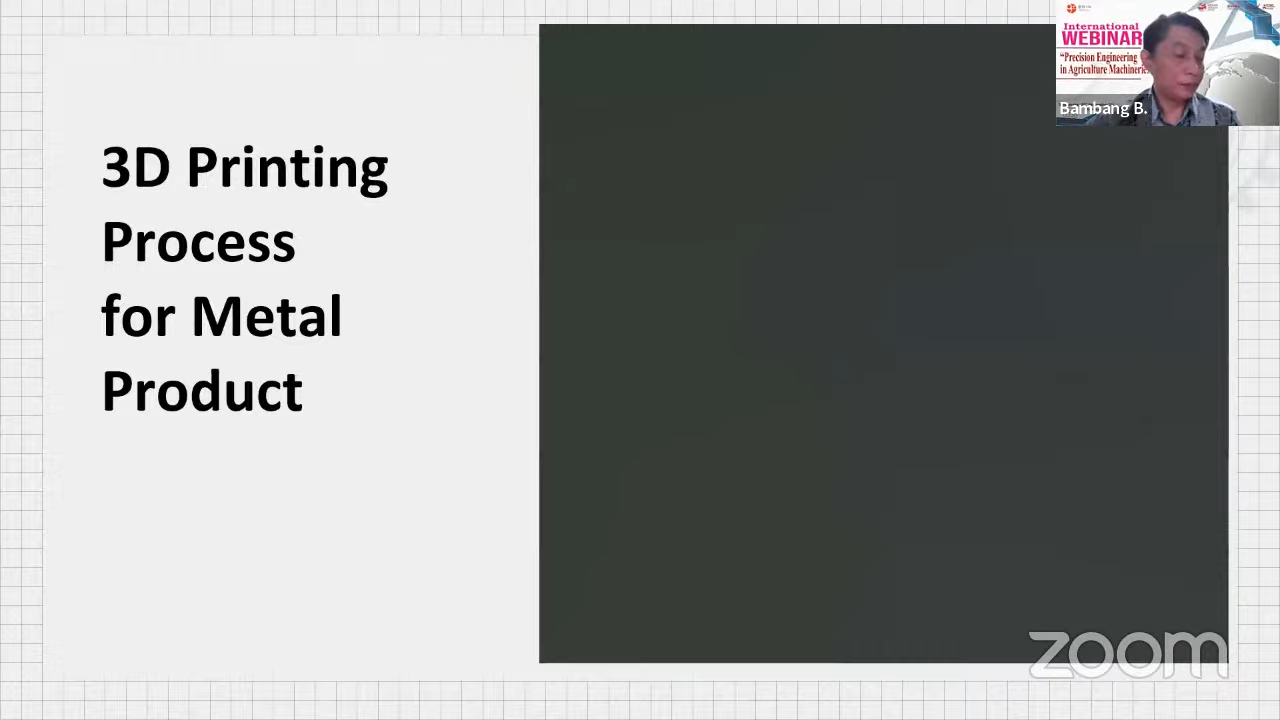 3D Printing
Process
for Metal
Product
International
WEBINAR
"Precision Engineering
in Agriculture Machineries
Bambang B.
zoom